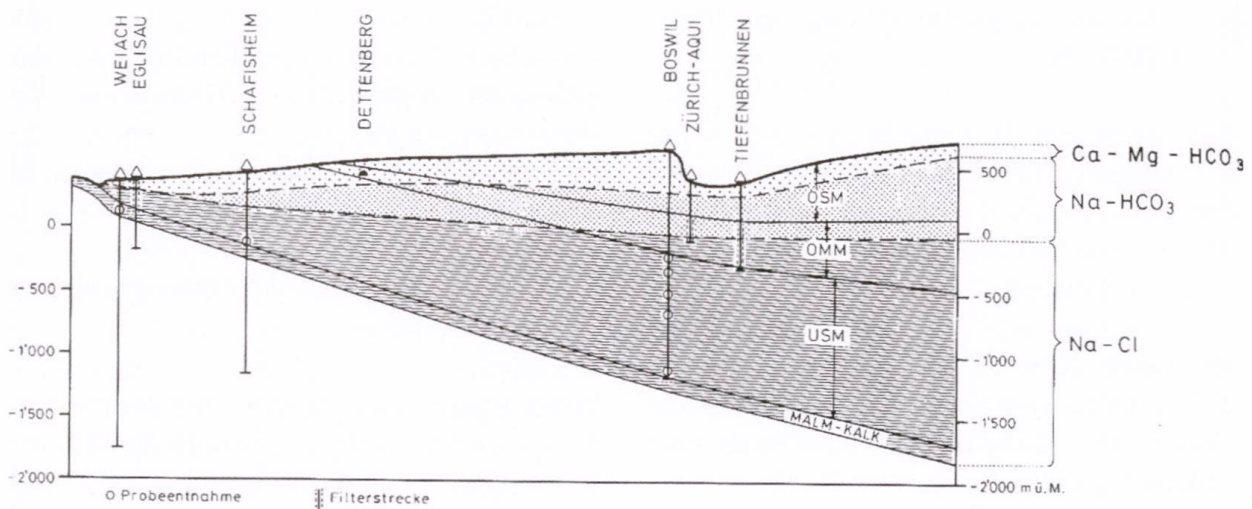 WEIACH
EGLISAU
SCHAFISHEIM
DETTENBERG
BOSWIL
ZÜRICH-AQUI
TIEFENBRUNNEN
Ca - Mg - HCO₃
Na-HCO₃
Na-Cl
OSM
OMM
USM
MALM-KALK
0
-500
-1'000
-1'500
-2'000
500
0
-500
-1'000
-1'500
-2'000 m ü. M.
○ Probeentnahme
Filterstrecke